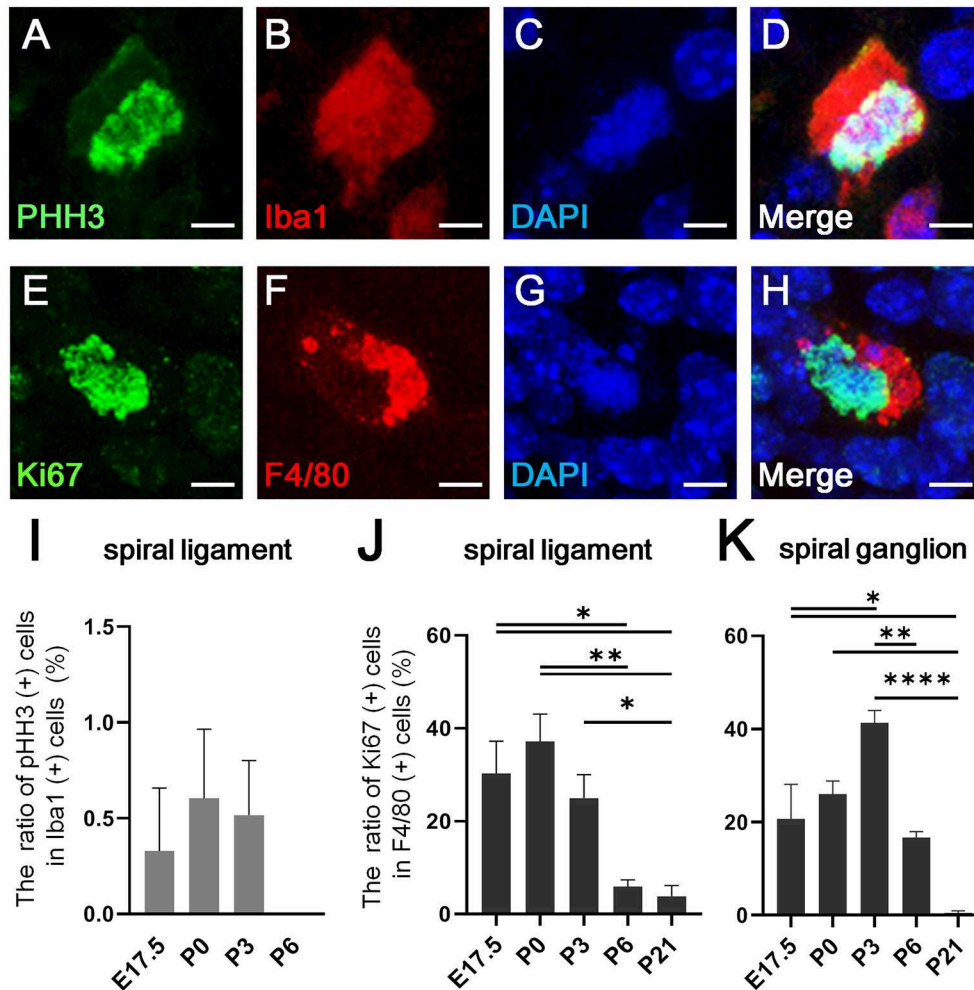 A
B
C
D
PHH3
Iba1
DAPI
Merge
E
F
G
H
Ki67
F4/80
DAPI
Merge
I
spiral ligament
The ratio of pHH3 (+) cells
in Iba1 (+) cells (%)
1.5
1.0
0.5
0.0
E17.5
P0
P3
P6
J
spiral ligament
The ratio of Ki67 (+) cells
in F4/80 (+) cells (%)
60
40
20
0
*
**
*
E17.5
P0
P3
P6
P21
K
spiral ganglion
60
40
20
0
*
**
****
E17.5
P0
P3
P6
P21